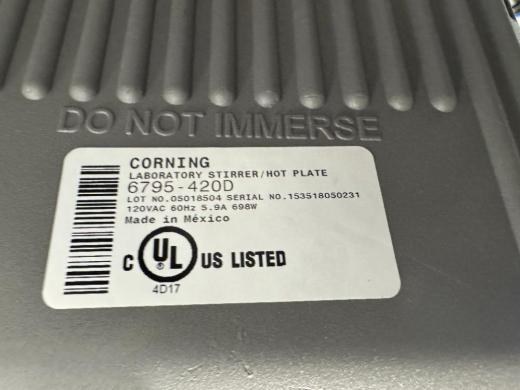 DO NOT IMMERSE
CORNING
LABORATORY STIRRER/HOT PLATE
6795-420D
LOT NO.05018504 SERIAL NO.153518050231
120VAC 60Hz 5.9A 698W
Made in México
C UL US LISTED
4D17